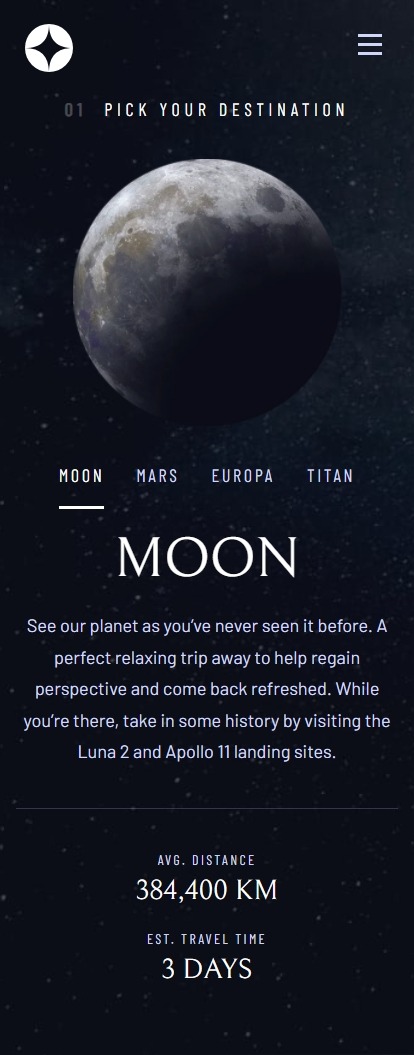 01 PICK YOUR DESTINATION
MOON MARS EUROPA TITAN
MOON
See our planet as you’ve never seen it before. A
perfect relaxing trip away to help regain
perspective and come back refreshed. While
you’re there, take in some history by visiting the
Luna 2 and Apollo 11 landing sites.
AVG. DISTANCE
384,400 KM
EST. TRAVEL TIME
3 DAYS